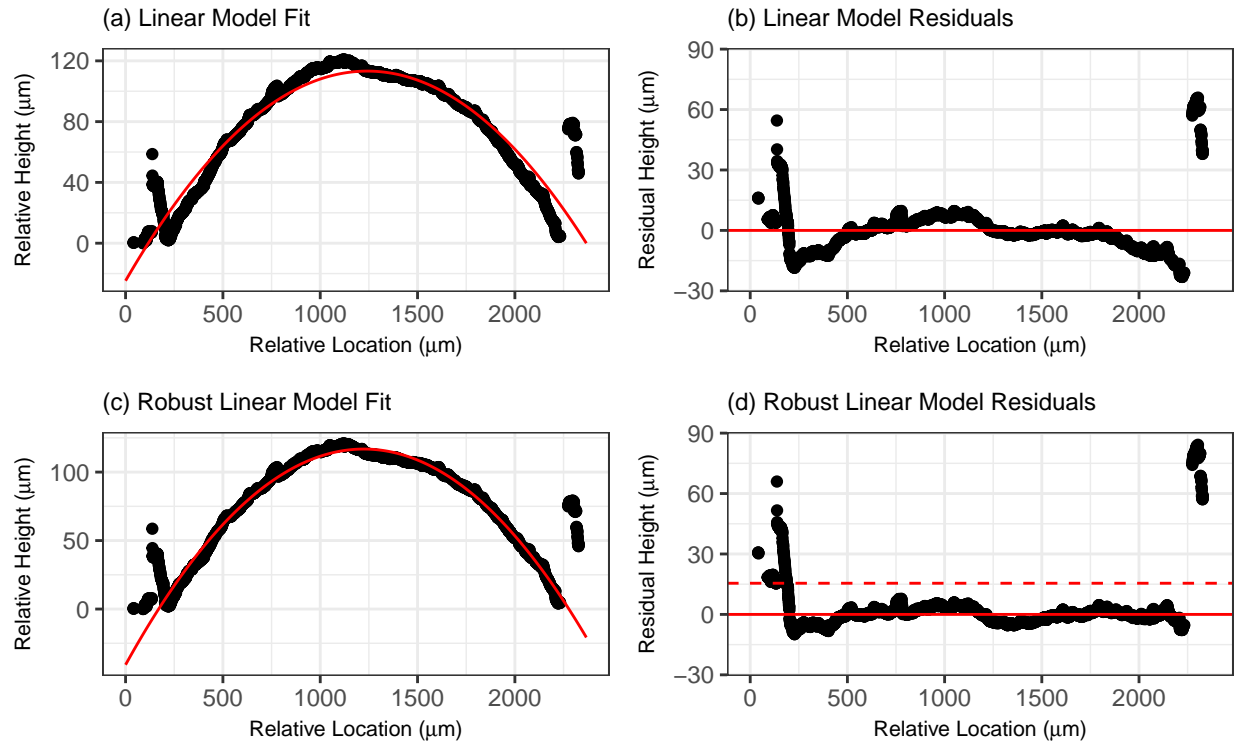 (a) Linear Model Fit
Relative Height (μm)
120
80
40
0
0 500 1000 1500 2000
Relative Location (μm)
(b) Linear Model Residuals
Residual Height (μm)
90
60
30
0
−30
0 500 1000 1500 2000
Relative Location (μm)
(c) Robust Linear Model Fit
Relative Height (μm)
100
50
0
0 500 1000 1500 2000
Relative Location (μm)
(d) Robust Linear Model Residuals
Residual Height (μm)
90
60
30
0
−30
0 500 1000 1500 2000
Relative Location (μm)